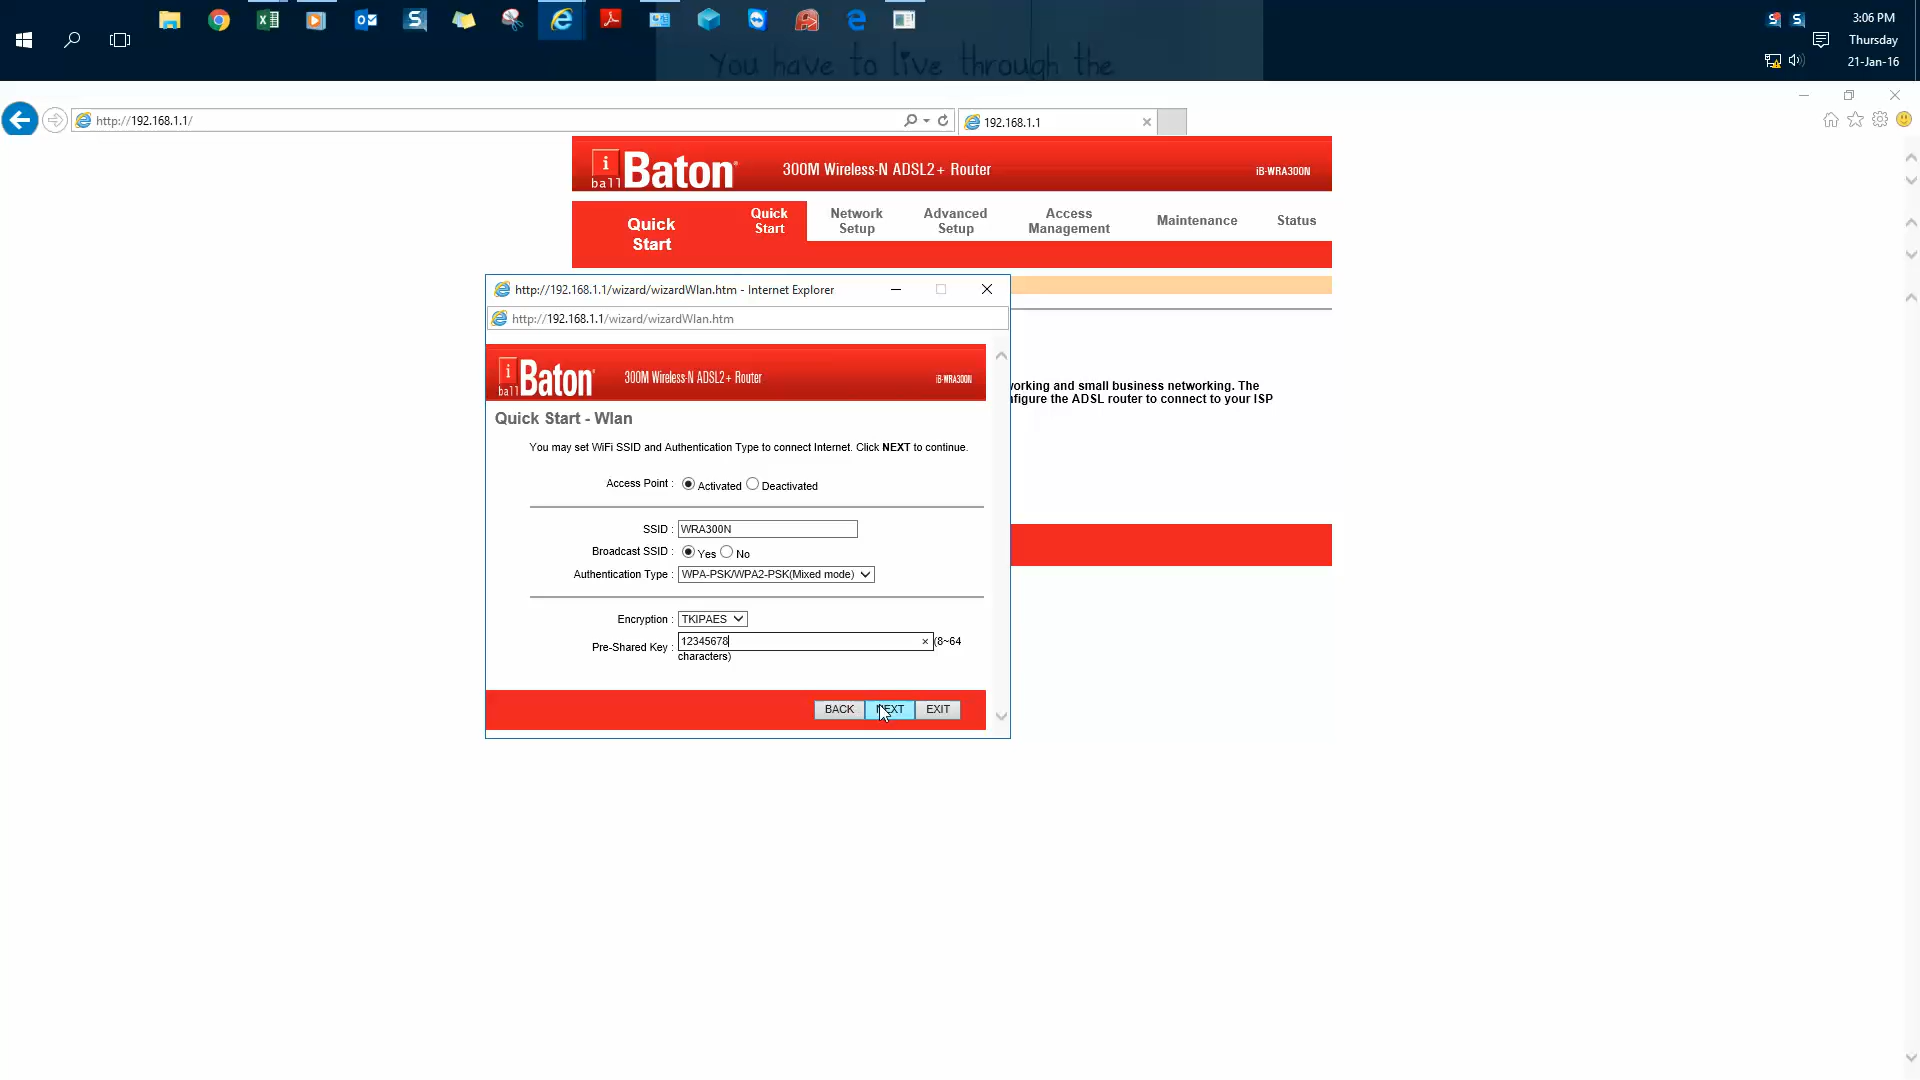 3:06 PM
Thursday
21-Jan-16
You have to live through the
http://192.168.1.1/
192.168.1.1
iball Baton
300M Wireless-N ADSL2+ Router
iB-WRA300N
Quick Start
Quick Start
Network Setup
Advanced Setup
Access Management
Maintenance
Status
http://192.168.1.1/wizard/wizardWlan.htm - Internet Explorer
http://192.168.1.1/wizard/wizardWlan.htm
iball Baton
300M Wireless-N ADSL2+ Router
iB-WRA300N
orking and small business networking. The
figure the ADSL router to connect to your ISP
Quick Start - Wlan
You may set WiFi SSID and Authentication Type to connect Internet. Click NEXT to continue.
Access Point : Activated Deactivated
SSID : WRA300N
Broadcast SSID : Yes No
Authentication Type : WPA-PSK/WPA2-PSK(Mixed mode)
Encryption : TKIPAES
Pre-Shared Key : 12345678 (8~64
characters)
BACK NEXT EXIT